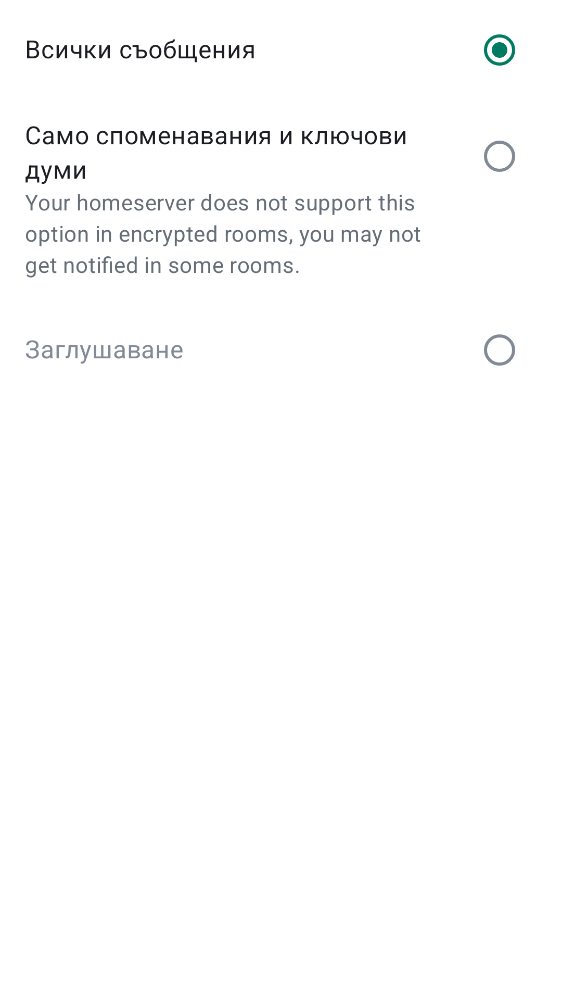 Всички съобщения
Само споменавания и ключови
думи
Your homeserver does not support this
option in encrypted rooms, you may not
get notified in some rooms.
Заглушаване